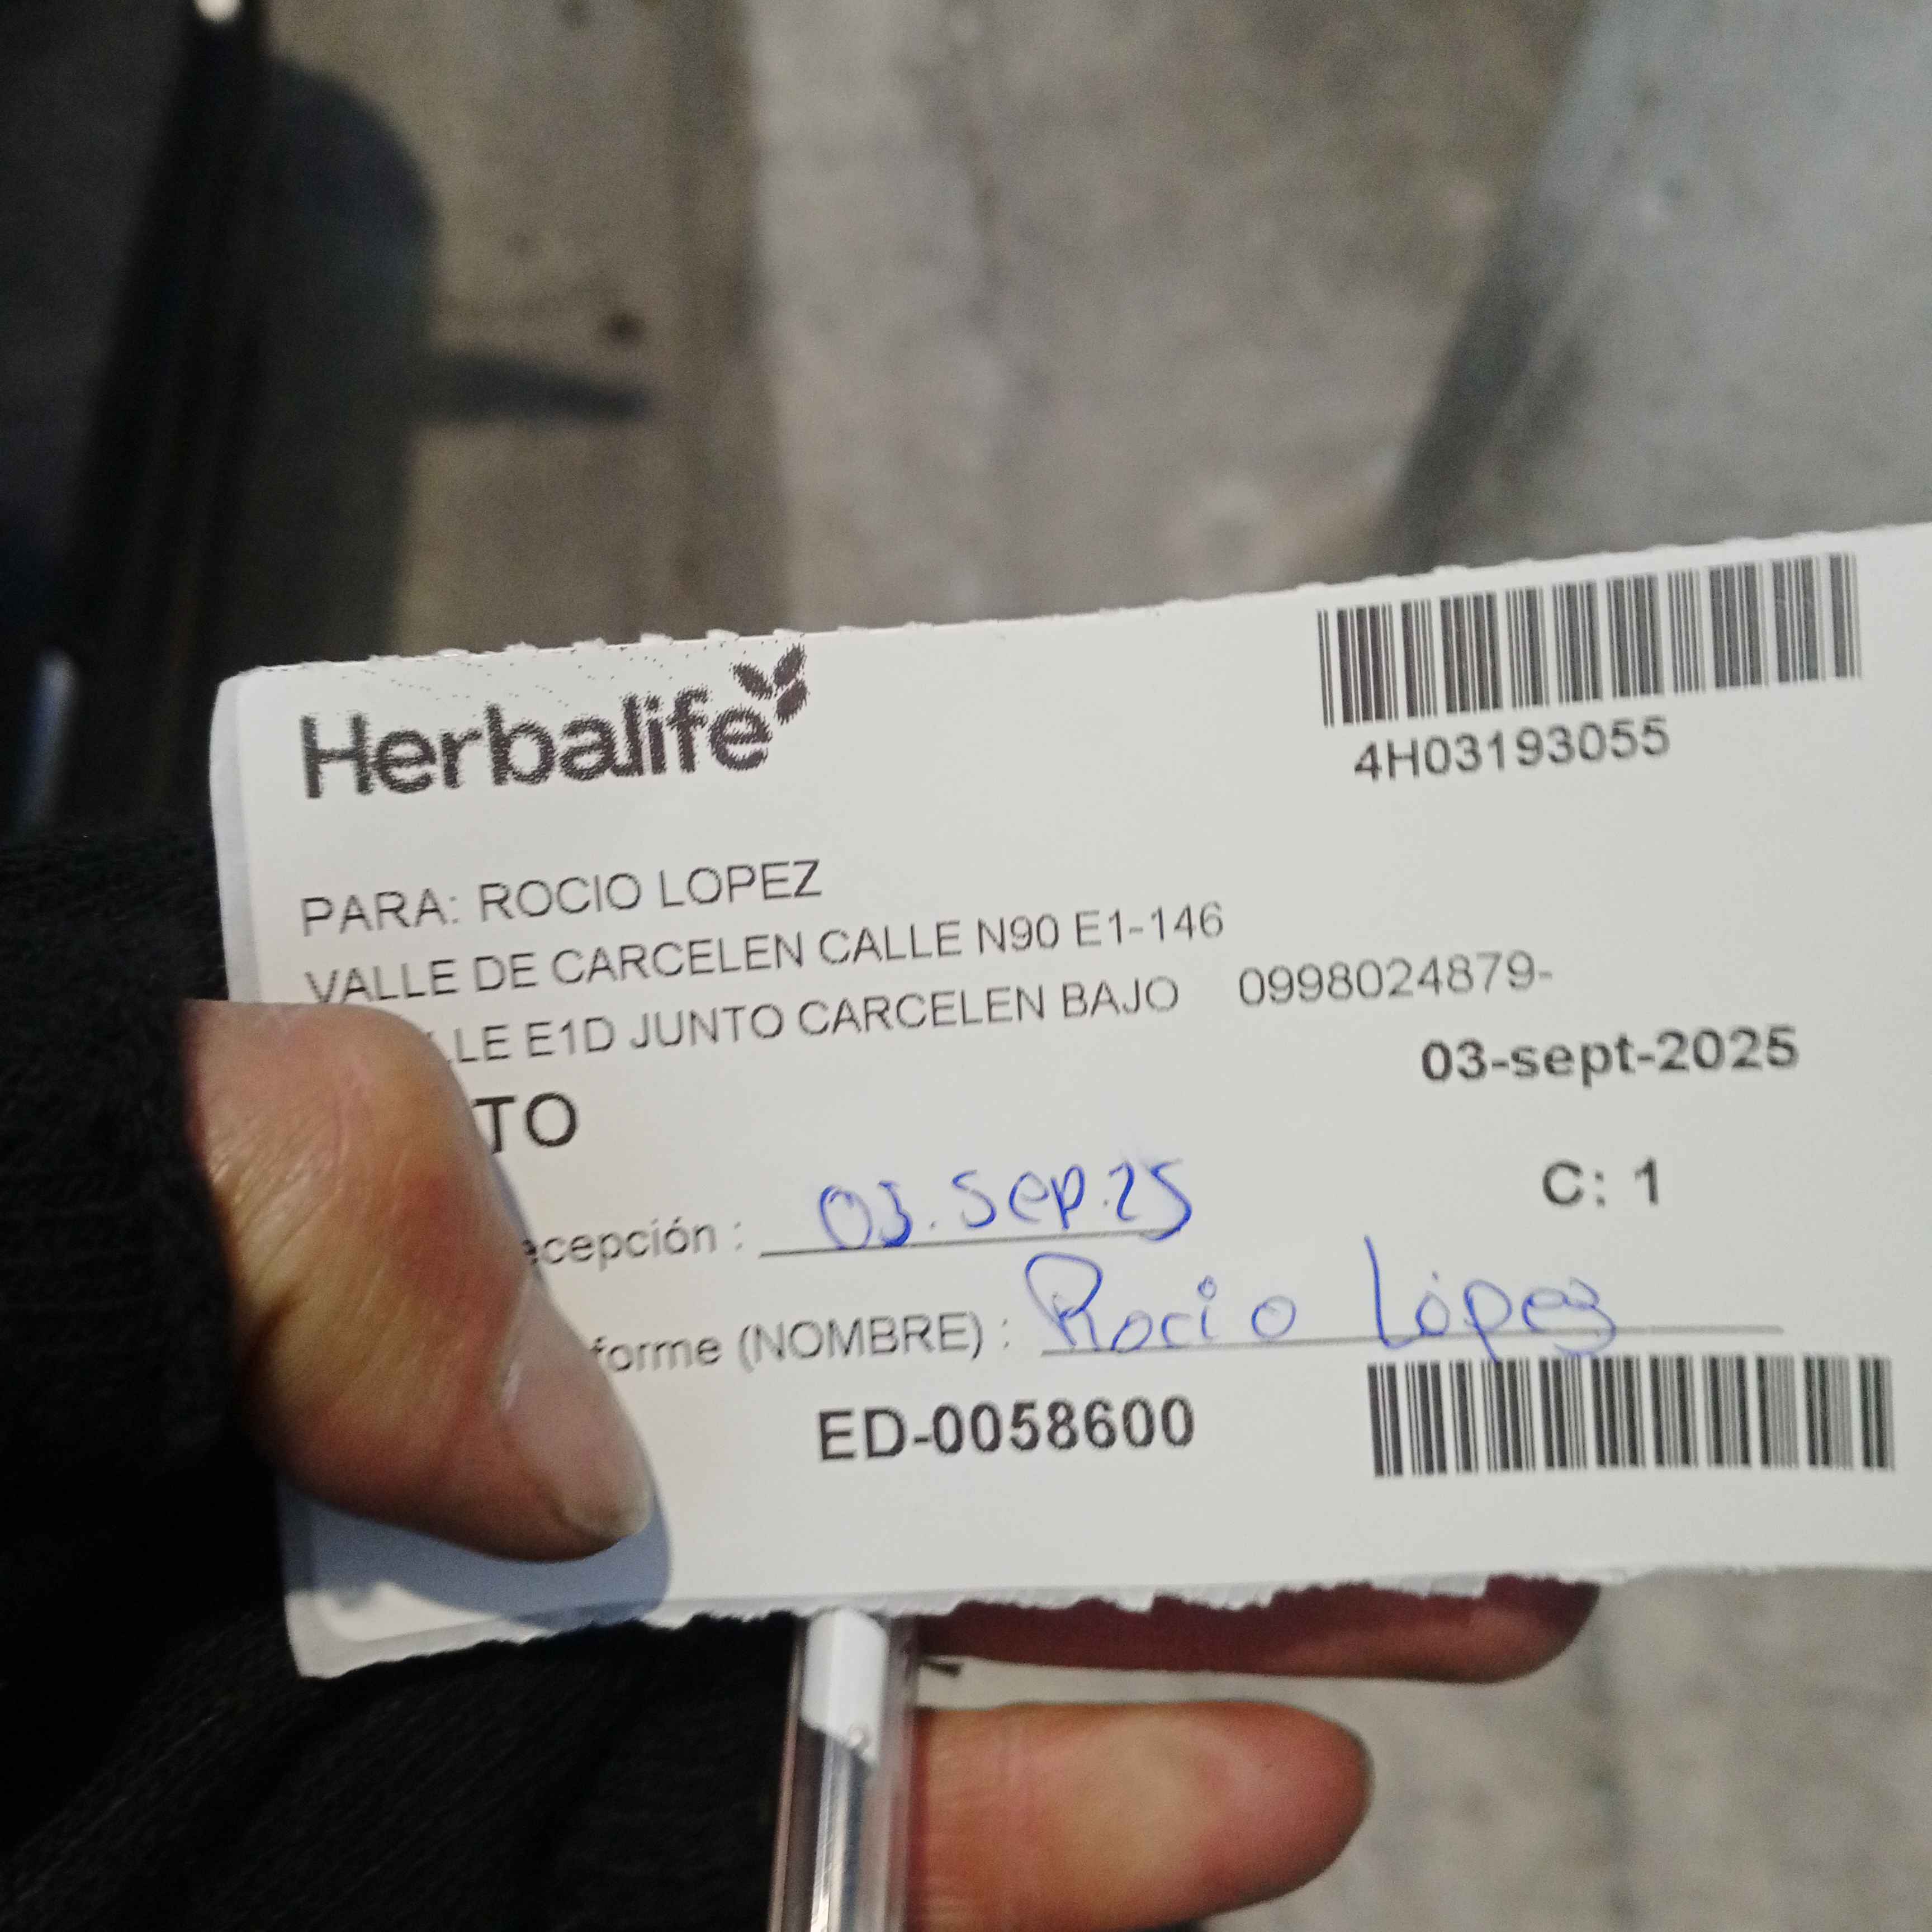 Herbalife
4H03193055
PARA: ROCIO LOPEZ
VALLE DE CARCELEN CALLE N90 E1-146
LLE E1D JUNTO CARCELEN BAJO 0998024879-
03-sept-2025
TO
C: 1
ecepción : 03. Sep. 25
forme (NOMBRE) : Rocio López
ED-0058600